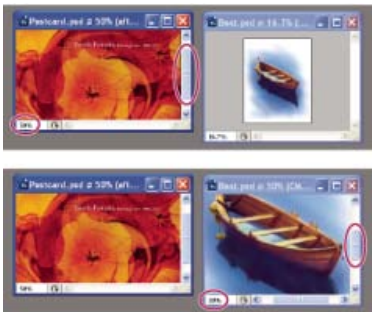 Postcard.psd @ 50% (aft...
Boat.psd @ 16.7% (...
50%
16.7%
Postcard.psd @ 50% (aft...
Boat.psd @ 50% (CM...
50%
50%